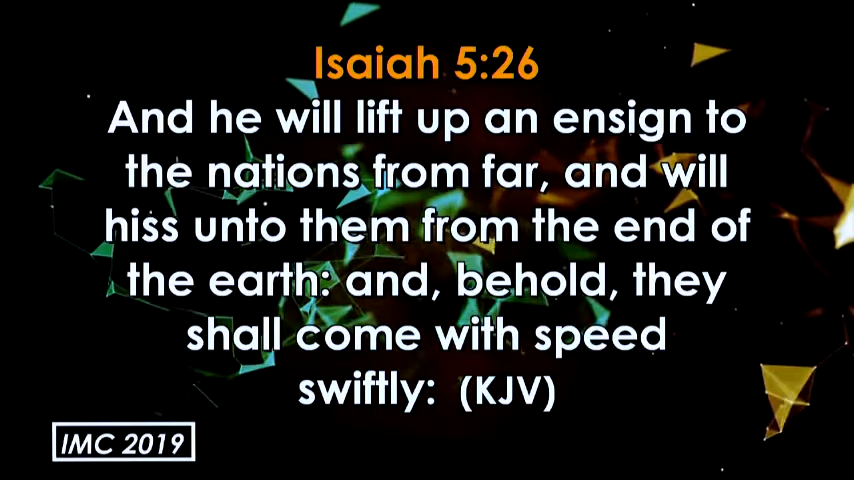 Isaiah 5:26
And he will lift up an ensign to
the nations from far, and will
hiss unto them from the end of
the earth: and, behold, they
shall come with speed
swiftly: (KJV)
IMC 2019